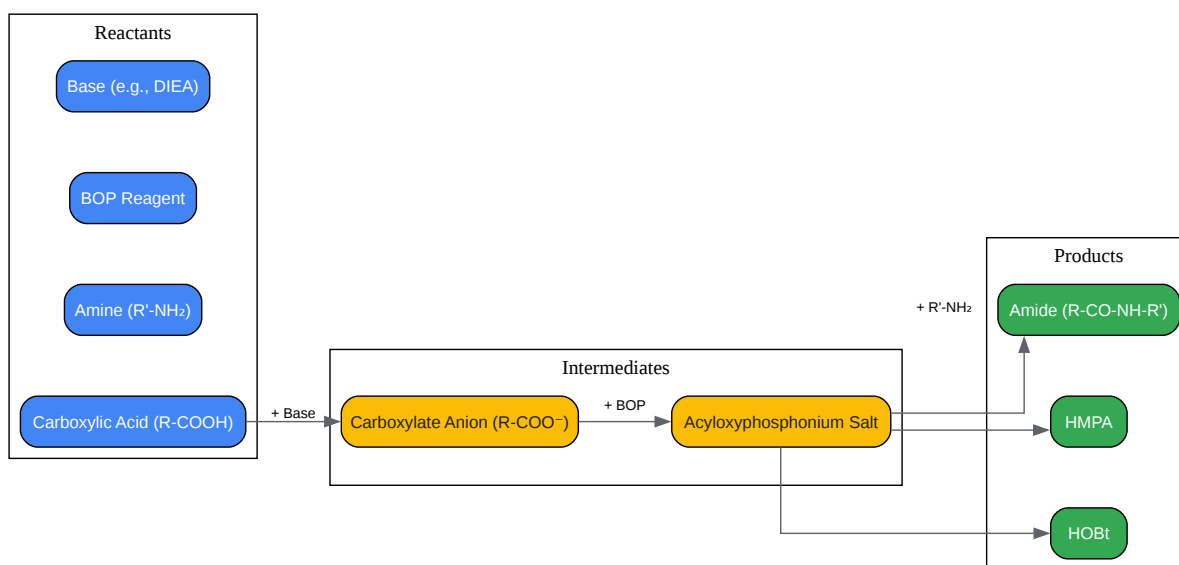 Reactants
Base (e.g., DIEA)
BOP Reagent
Amine (R'-NH₂)
Carboxylic Acid (R-COOH)
+ Base
Intermediates
Carboxylate Anion (R-COO⁻)
+ BOP
Acyloxyphosphonium Salt
+ R'-NH₂
Products
Amide (R-CO-NH-R')
HMPA
HOBt